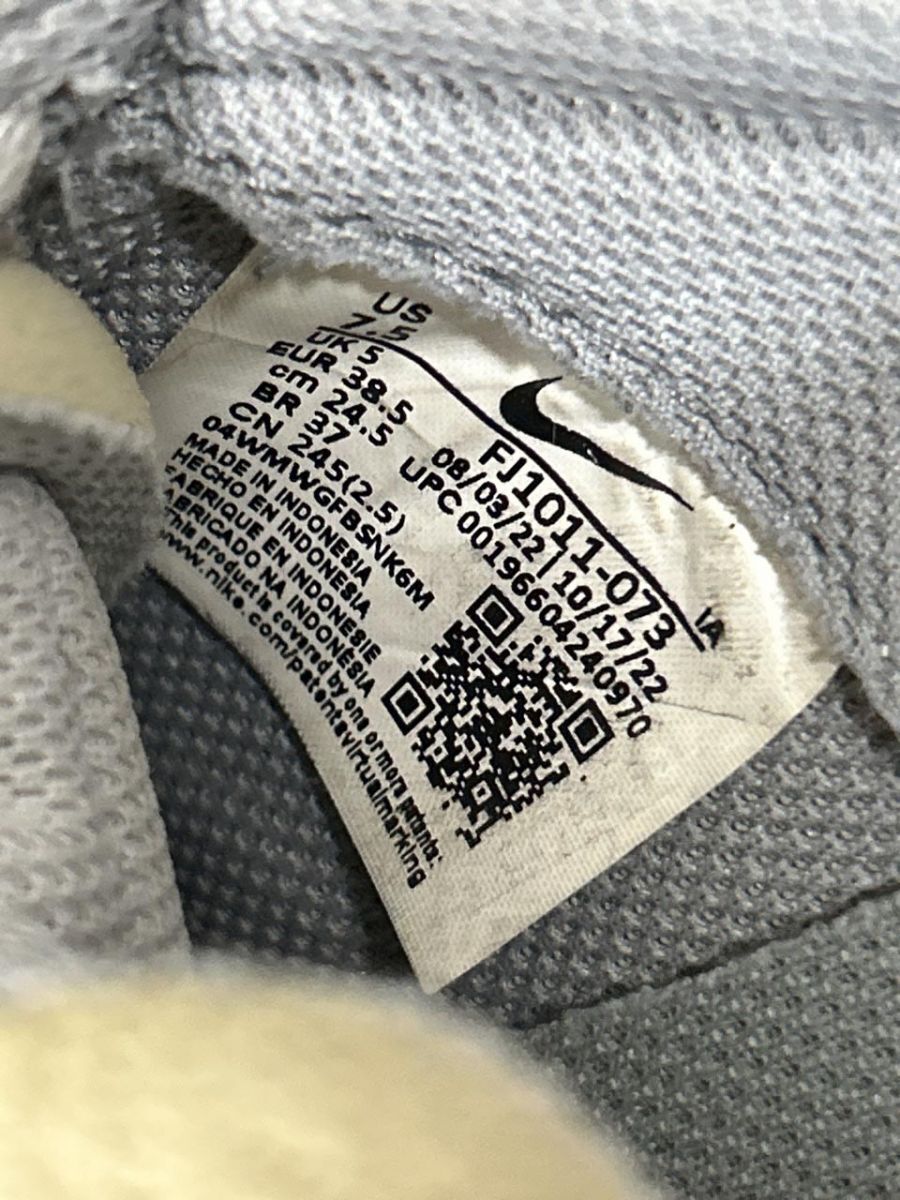 US
7.5
UK 5
EUR 38.5
cm 24.5
BR 37
CN 245(2.5)
04WMWGFBSNK6M
MADE IN INDONESIA
HECHO EN INDONESIA
FABRIQUE EN INDONESIE
ABRICADO NA INDONESIA
This product is covered by one or more patents:
www.nike.com/patentsvirtualmarking
FJ1011-073
IA
08/03/22 | 10/17/22
UPC 00196604240970